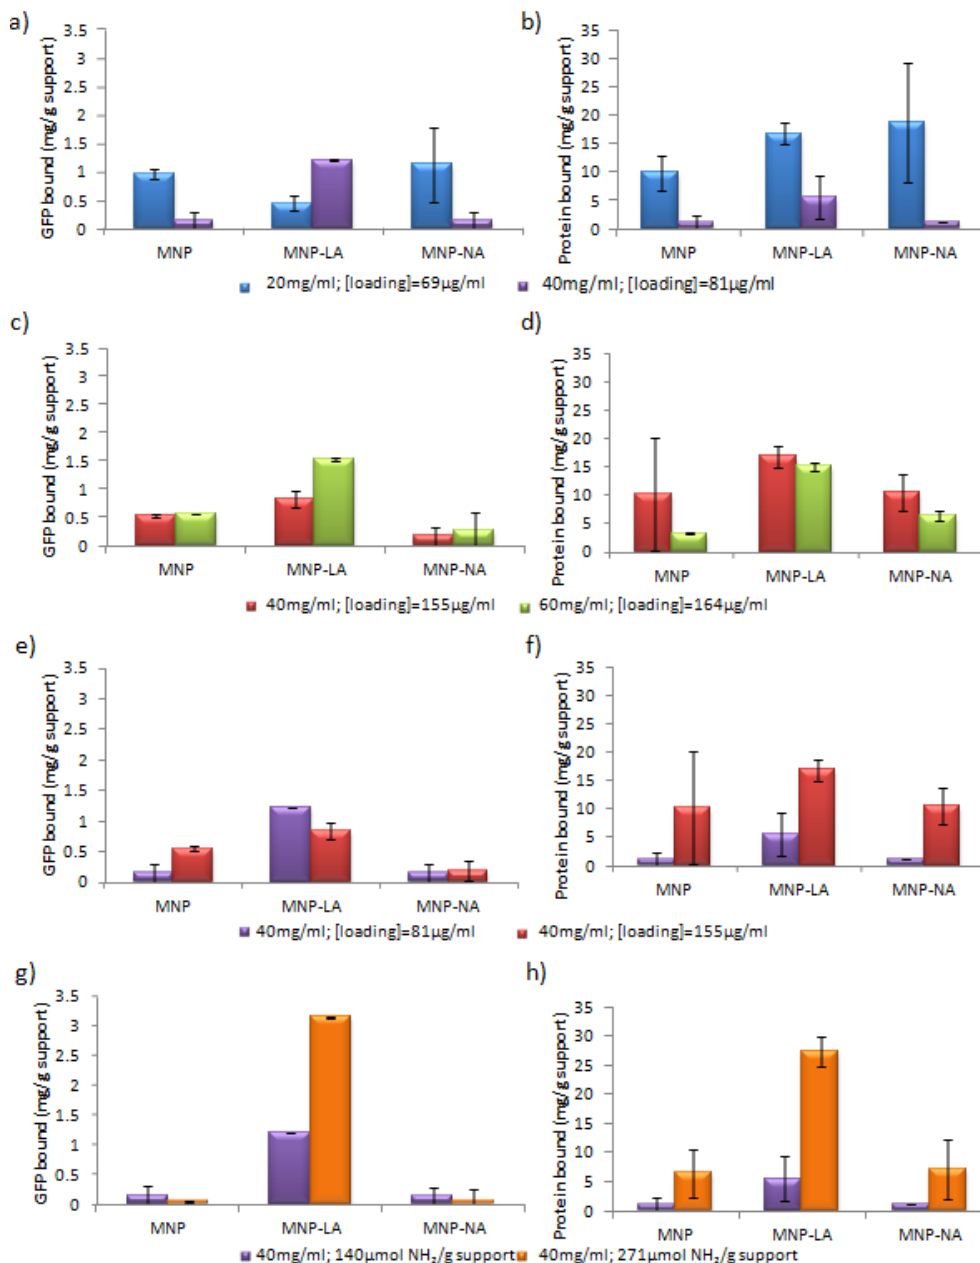 a)
GFP bound (mg/g support)
3.5
3
2.5
2
1.5
1
0.5
0
MNP MNP-LA MNP-NA
b)
Protein bound (mg/g support)
35
30
25
20
15
10
5
0
MNP MNP-LA MNP-NA
20mg/ml; [loading]=69µg/ml 40mg/ml; [loading]=81µg/ml
c)
GFP bound (mg/g support)
3.5
3
2.5
2
1.5
1
0.5
0
MNP MNP-LA MNP-NA
d)
Protein bound (mg/g support)
35
30
25
20
15
10
5
0
MNP MNP-LA MNP-NA
40mg/ml; [loading]=155µg/ml 60mg/ml; [loading]=164µg/ml
e)
GFP bound (mg/g support)
3.5
3
2.5
2
1.5
1
0.5
0
MNP MNP-LA MNP-NA
f)
Protein bound (mg/g support)
35
30
25
20
15
10
5
0
MNP MNP-LA MNP-NA
40mg/ml; [loading]=81µg/ml 40mg/ml; [loading]=155µg/ml
g)
GFP bound (mg/g support)
3.5
3
2.5
2
1.5
1
0.5
0
MNP MNP-LA MNP-NA
h)
Protein bound (mg/g support)
35
30
25
20
15
10
5
0
MNP MNP-LA MNP-NA
40mg/ml; 140µmol NH₂/g support 40mg/ml; 271µmol NH₂/g support